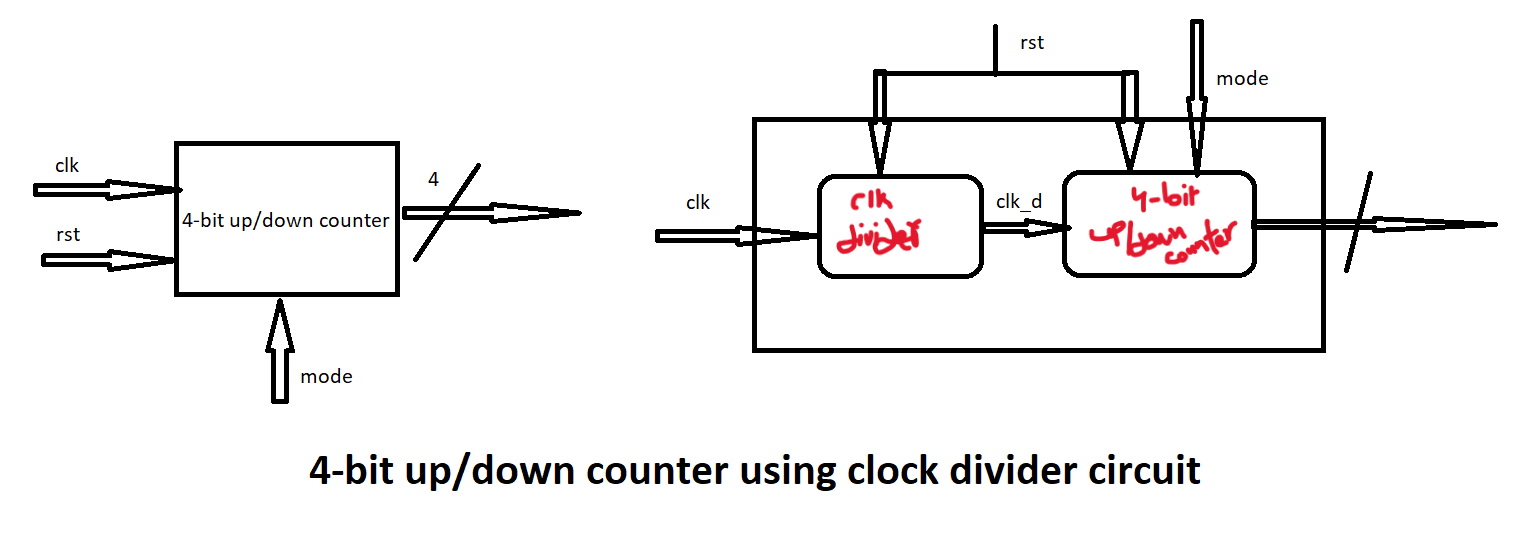 clk
rst
4-bit up/down counter
4
mode
rst
mode
clk
clk
divider
clk_d
4-bit
up/down
counter
4-bit up/down counter using clock divider circuit